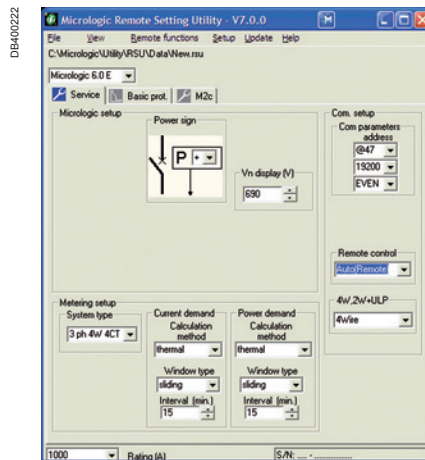 DB400222
Micrologic Remote Setting Utility - V7.0.0
File View Remote functions Setup Update Help
C:\Micrologic\Utility\RSU\Data\New.rsu
Micrologic 6.0 E
Service Basic prot. M2c
Micrologic setup
Power sign
P +
Vn display (V)
690
Com. setup
Com parameters
address
@47
19200
EVEN
Remote control
Auto(Remote)
Metering setup
System type
3 ph 4W 4CT
Current demand
Calculation
method
thermal
Window type
sliding
Interval (min.)
15
Power demand
Calculation
method
thermal
Window type
sliding
Interval (min.)
15
4W,2W+ULP
4Wire
1000 Rating (A) S/N: .... - ..............